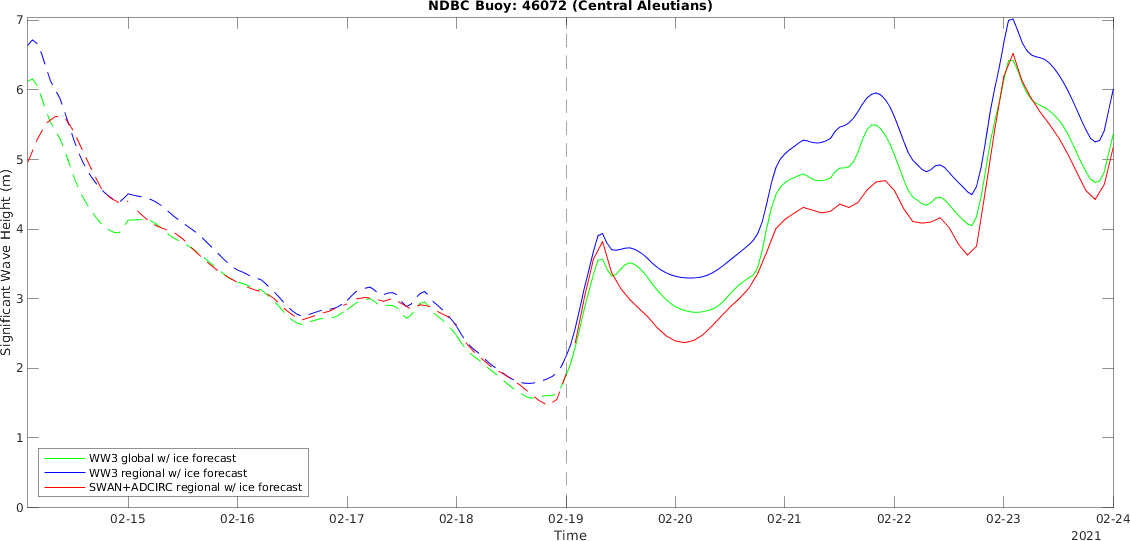 NDBC Buoy: 46072 (Central Aleutians)
7
6
5
4
3
2
1
0
Significant Wave Height (m)
WW3 global w/ ice forecast
WW3 regional w/ ice forecast
SWAN+ADCIRC regional w/ ice forecast
02-15 02-16 02-17 02-18 02-19 02-20 02-21 02-22 02-23 02-24
Time
2021